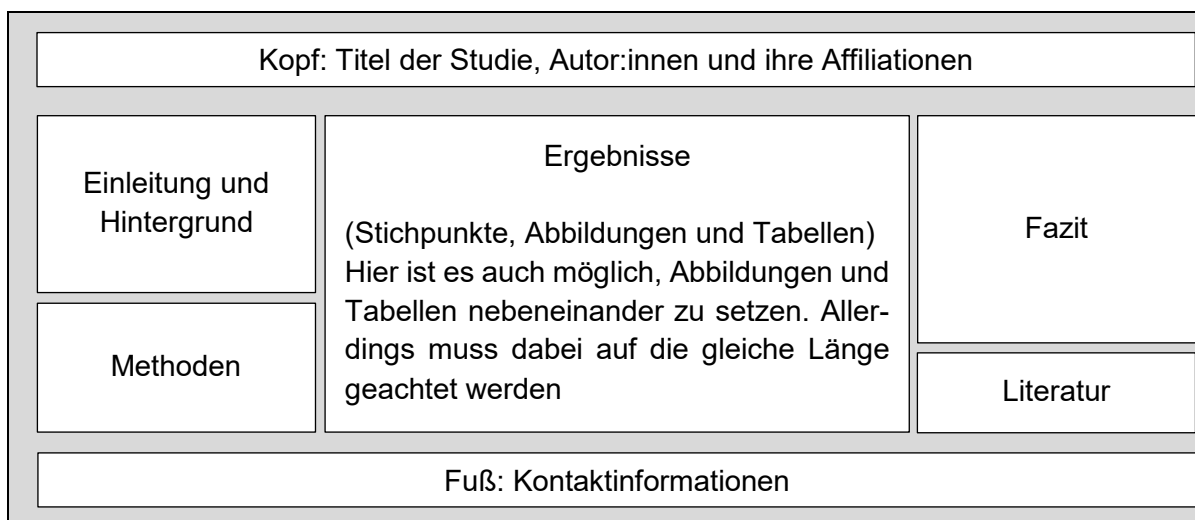 Kopf: Titel der Studie, Autor:innen und ihre Affiliationen
Einleitung und
Hintergrund
Methoden
Ergebnisse
(Stichpunkte, Abbildungen und Tabellen)
Hier ist es auch möglich, Abbildungen und
Tabellen nebeneinander zu setzen. Aller-
dings muss dabei auf die gleiche Länge
geachtet werden
Fazit
Literatur
Fuß: Kontaktinformationen